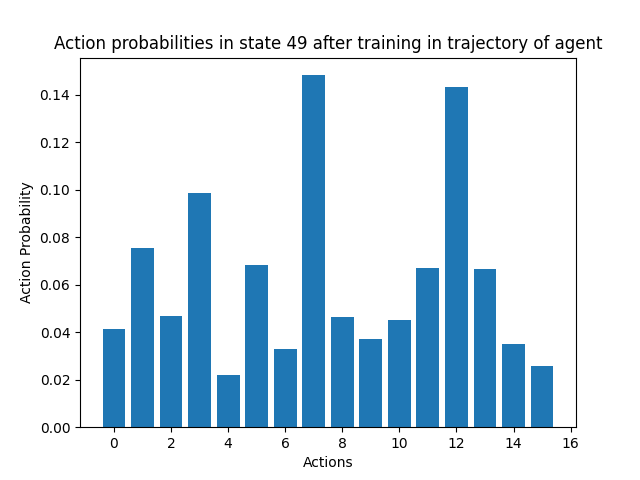 Action probabilities in state 49 after training in trajectory of agent
0.14
0.12
0.10
0.08
0.06
0.04
0.02
0.00
Action Probability
0 2 4 6 8 10 12 14 16
Actions